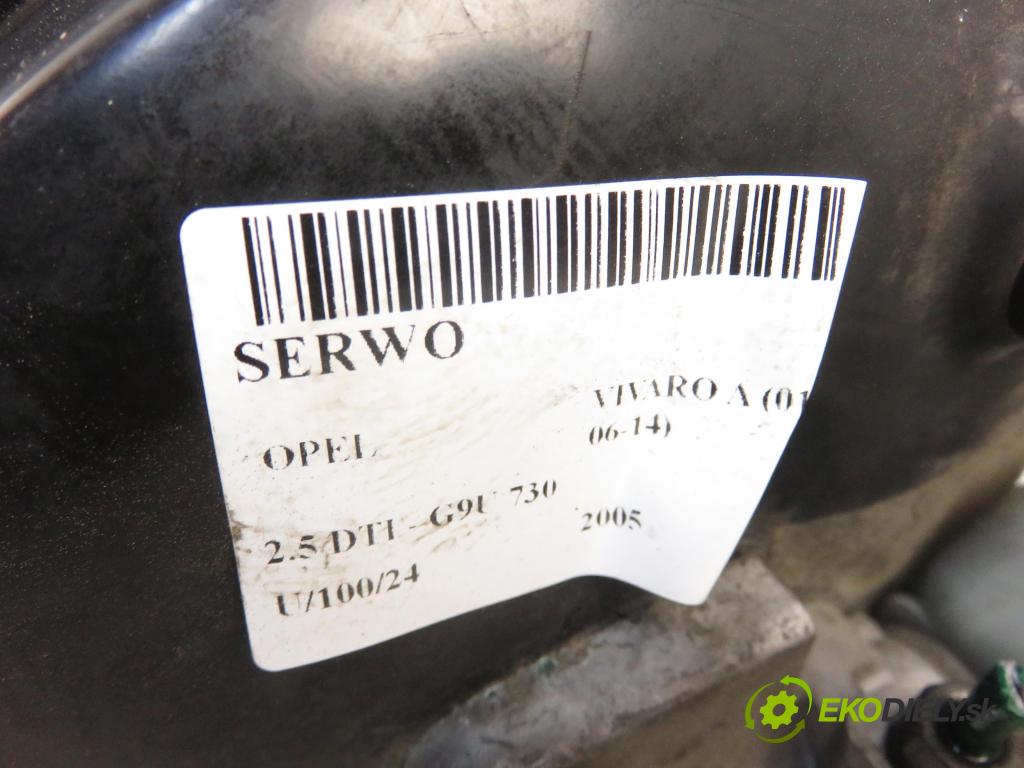 SERWO
OPEL
VIVARO A (01
06-14)
2.5 DTI - G9U 730
2005
U/100/24
EKODIELY.sk